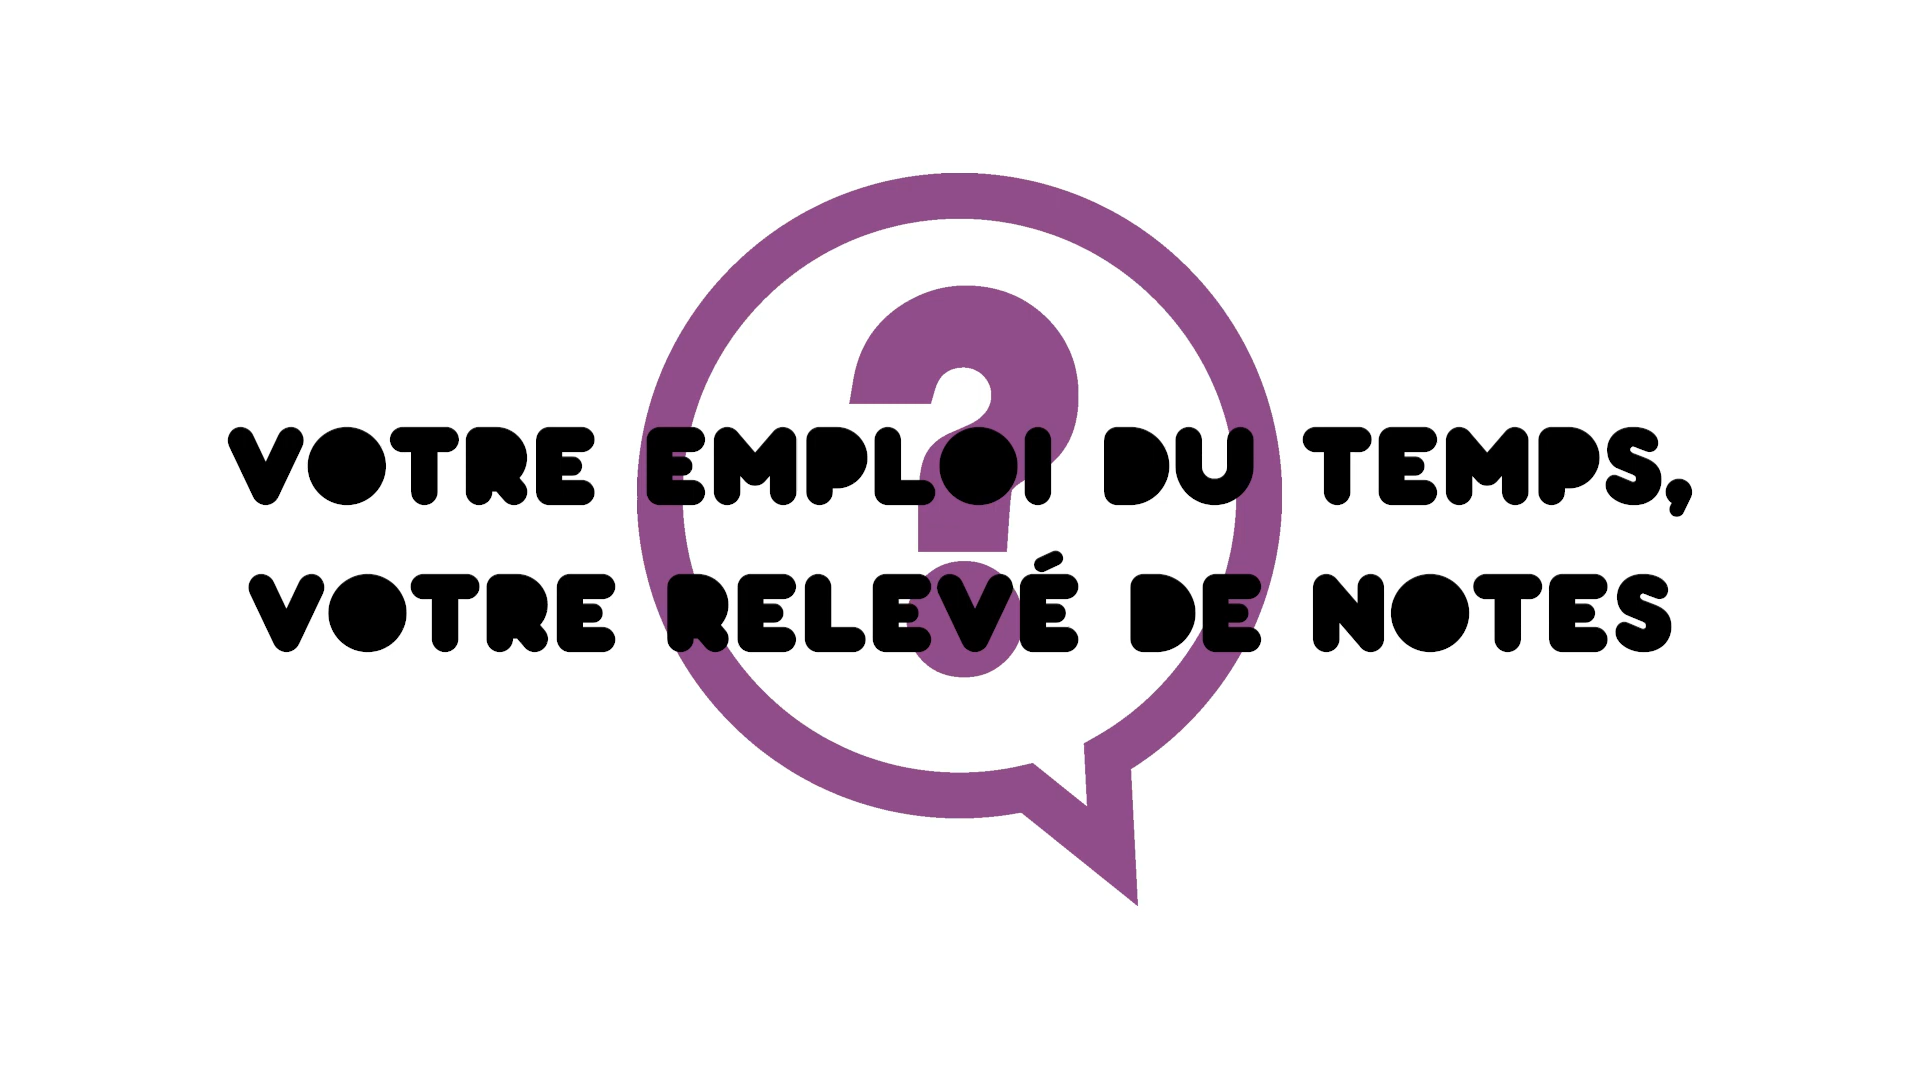 VOTRE EMPLOI DU TEMPS,
VOTRE RELEVÉ DE NOTES
?